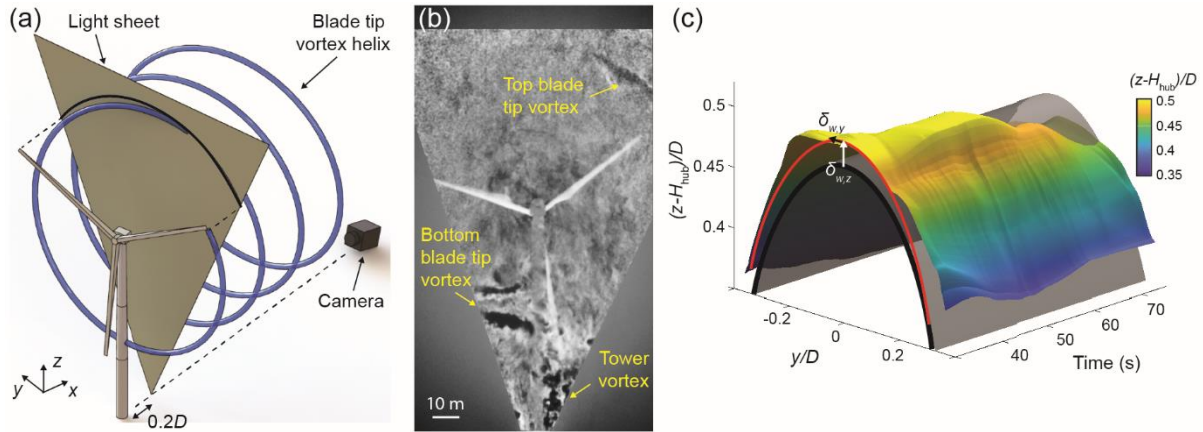 (a)
Light sheet
Blade tip
vortex helix
Camera
z
y
x
0.2D
(b)
Top blade
tip vortex
Bottom
blade tip
vortex
Tower
vortex
10 m
(c)
(z-Hhub)/D
0.5
0.45
0.4
0.35
δw,y
δw,z
(z-Hhub)/D
0.5
0.45
0.4
-0.2
0
0.2
y/D
40
50
60
70
Time (s)